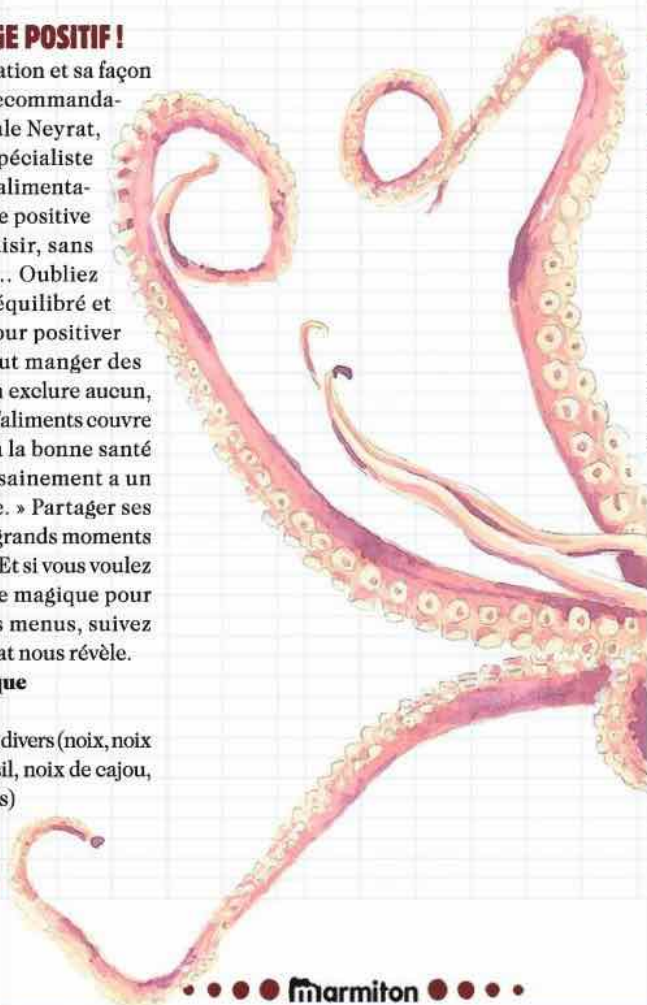 GE POSITIF !
ation et sa façon
ecommanda-
ale Neyrat,
pécialiste
alimenta-
e positive
isir, sans
… Oubliez
équilibré et
our positiver
ut manger des
n exclure aucun,
'aliments couvre
à la bonne santé
sainement a un
e. » Partager ses
grands moments
Et si vous voulez
e magique pour
s menus, suivez
at nous révèle.
que
divers (noix, noix
sil, noix de cajou,
s)
marmiton